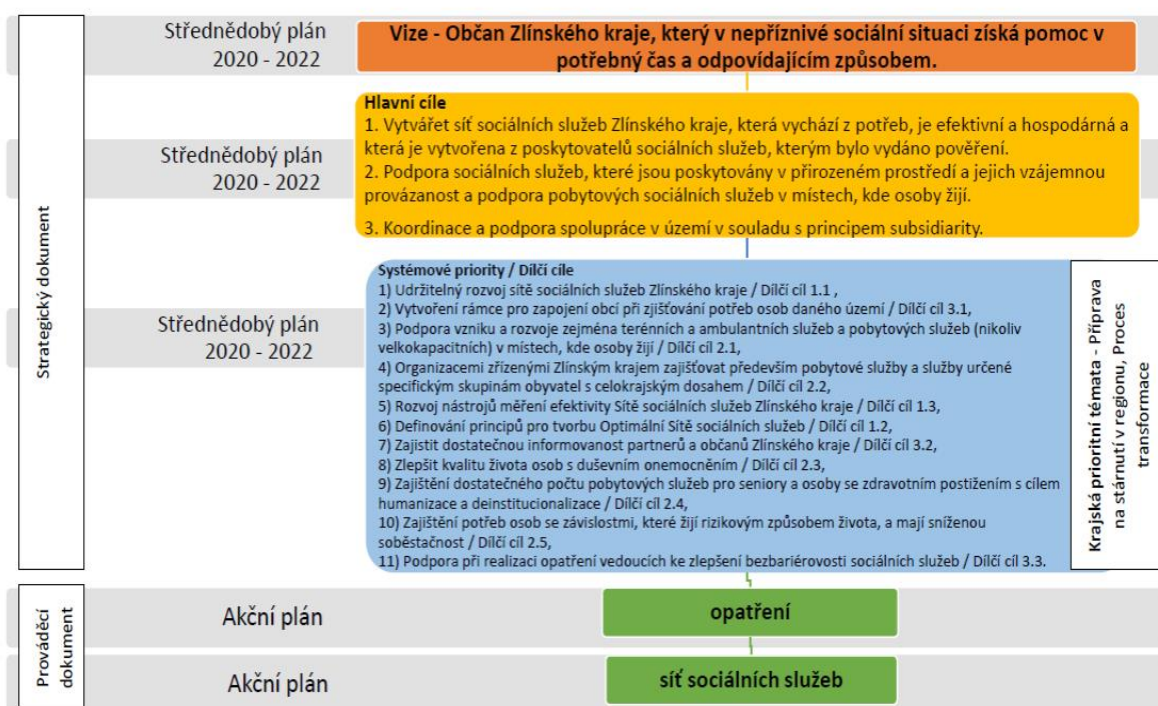 Strategický dokument
Střednědobý plán
2020 - 2022
Vize - Občan Zlínského kraje, který v nepříznivé sociální situaci získá pomoc v
potřebný čas a odpovídajícím způsobem.
Střednědobý plán
2020 - 2022
Hlavní cíle
1. Vytvářet síť sociálních služeb Zlínského kraje, která vychází z potřeb, je efektivní a hospodárná a
která je vytvořena z poskytovatelů sociálních služeb, kterým bylo vydáno pověření.
2. Podpora sociálních služeb, které jsou poskytovány v přirozeném prostředí a jejich vzájemnou
provázanost a podpora pobytových sociálních služeb v místech, kde osoby žijí.
3. Koordinace a podpora spolupráce v území v souladu s principem subsidiarity.
Střednědobý plán
2020 - 2022
Systémové priority / Dílčí cíle
1) Udržitelný rozvoj sítě sociálních služeb Zlínského kraje / Dílčí cíl 1.1 ,
2) Vytvoření rámce pro zapojení obcí při zjišťování potřeb osob daného území / Dílčí cíl 3.1,
3) Podpora vzniku a rozvoje zejména terénních a ambulantních služeb a pobytových služeb (nikoliv
velkokapacitních) v místech, kde osoby žijí / Dílčí cíl 2.1,
4) Organizacemi zřízenými Zlínským krajem zajišťovat především pobytové služby a služby určené
specifickým skupinám obyvatel s celokrajským dosahem / Dílčí cíl 2.2,
5) Rozvoj nástrojů měření efektivity Sítě sociálních služeb Zlínského kraje / Dílčí cíl 1.3,
6) Definování principů pro tvorbu Optimální Sítě sociálních služeb / Dílčí cíl 1.2,
7) Zajistit dostatečnou informovanost partnerů a občanů Zlínského kraje / Dílčí cíl 3.2,
8) Zlepšit kvalitu života osob s duševním onemocněním / Dílčí cíl 2.3,
9) Zajištění dostatečného počtu pobytových služeb pro seniory a osoby se zdravotním postižením s cílem
humanizace a deinstitucionalizace / Dílčí cíl 2.4,
10) Zajištění potřeb osob se závislostmi, které žijí rizikovým způsobem života, a mají sníženou
soběstačnost / Dílčí cíl 2.5,
11) Podpora při realizaci opatření vedoucích ke zlepšení bezbariérovosti sociálních služeb / Dílčí cíl 3.3.
Krajská prioritní témata - Příprava
na stárnutí v regionu, Proces
transformace
Prováděcí
dokument
Akční plán
opatření
Akční plán
síť sociálních služeb